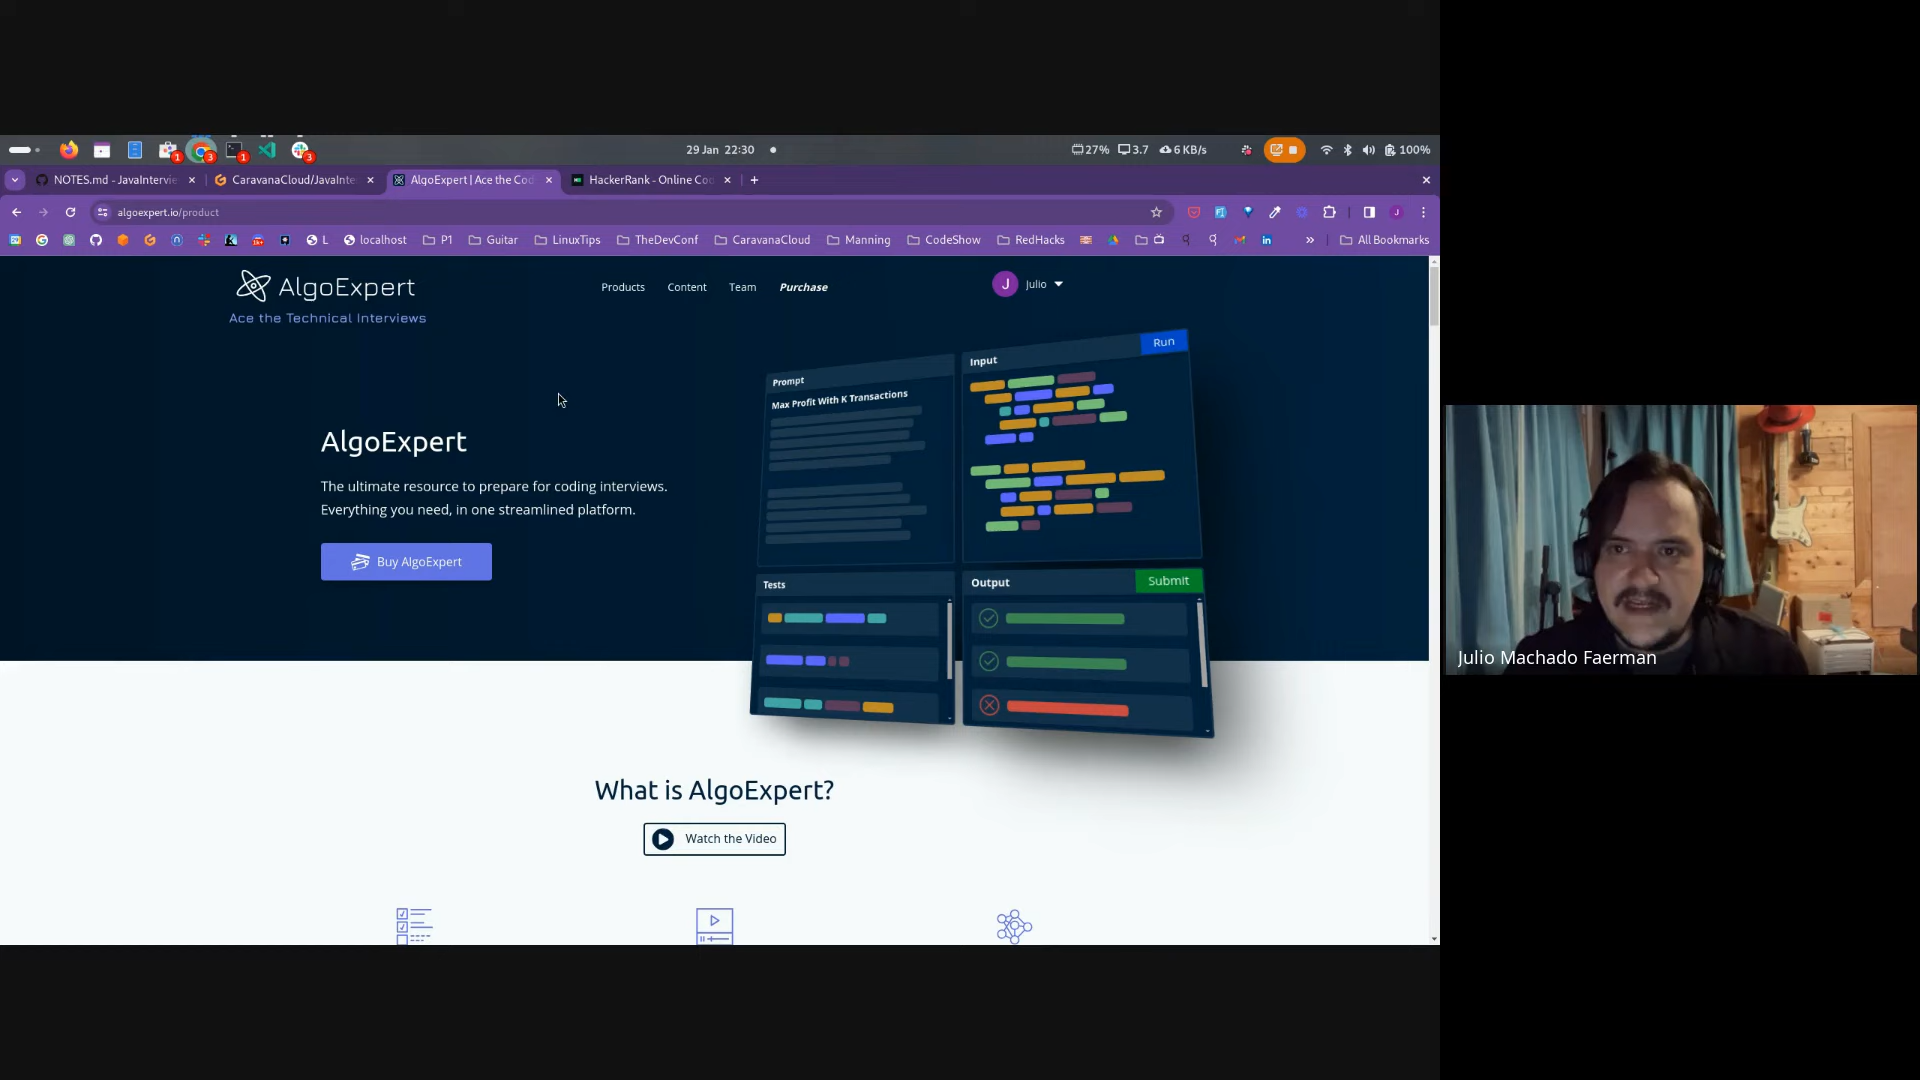 29 Jan 22:30
27%
3.7
6 KB/s
100%
1
3
1
3
NOTES.md - JavaIntervie
CaravanaCloud/JavaInte
AlgoExpert | Ace the Cod
HackerRank - Online Co
algoexpert.io/product
L
localhost
P1
Guitar
LinuxTips
TheDevConf
CaravanaCloud
Manning
CodeShow
RedHacks
All Bookmarks
AlgoExpert
Ace the Technical Interviews
Products
Content
Team
Purchase
J
Julio
AlgoExpert
The ultimate resource to prepare for coding interviews.
Everything you need, in one streamlined platform.
Buy AlgoExpert
Prompt
Max Profit With K Transactions
Input
Run
Tests
Output
Submit
What is AlgoExpert?
Watch the Video
Julio Machado Faerman